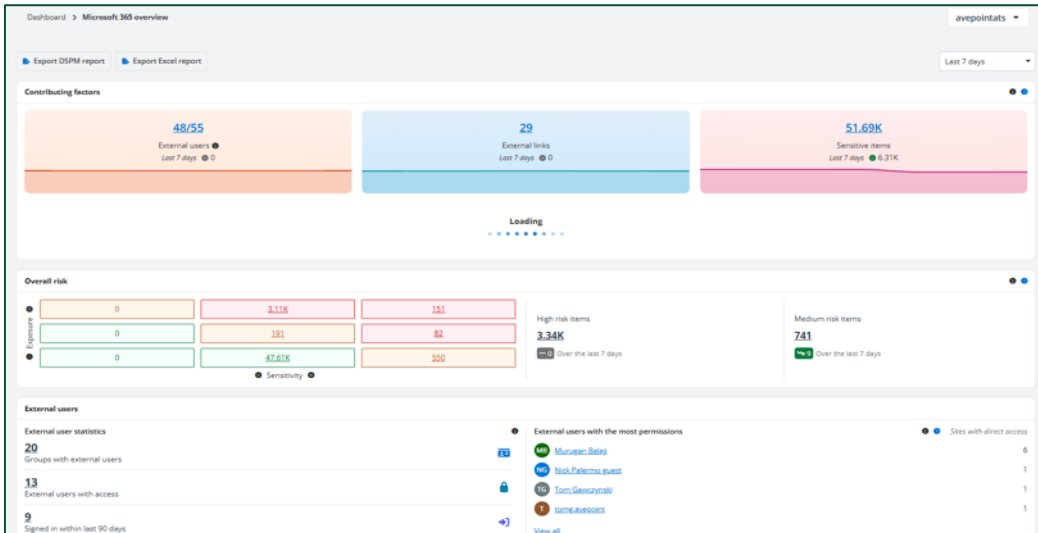 Dashboard > Microsoft 365 overview
avepointats
Export DSPM report
Export Excel report
Last 7 days
Contributing factors
48/55
External users
Last 7 days 0
29
External links
Last 7 days 0
51.69K
Sensitive items
Last 7 days 6.31K
Loading
Overall risk
Exposure
0 3.11K 151
0 191 82
0 47.61K 550
Sensitivity
High risk items
3.34K
0 Over the last 7 days
Medium risk items
741
9 Over the last 7 days
External users
External user statistics
20
Groups with external users
13
External users with access
9
Signed in within last 90 days
External users with the most permissions
Sites with direct access
MB Murugan Balaji 6
NG Nick Palermo guest 1
TG Tom Gawczynski 1
T tomg.avepoint 1
View all